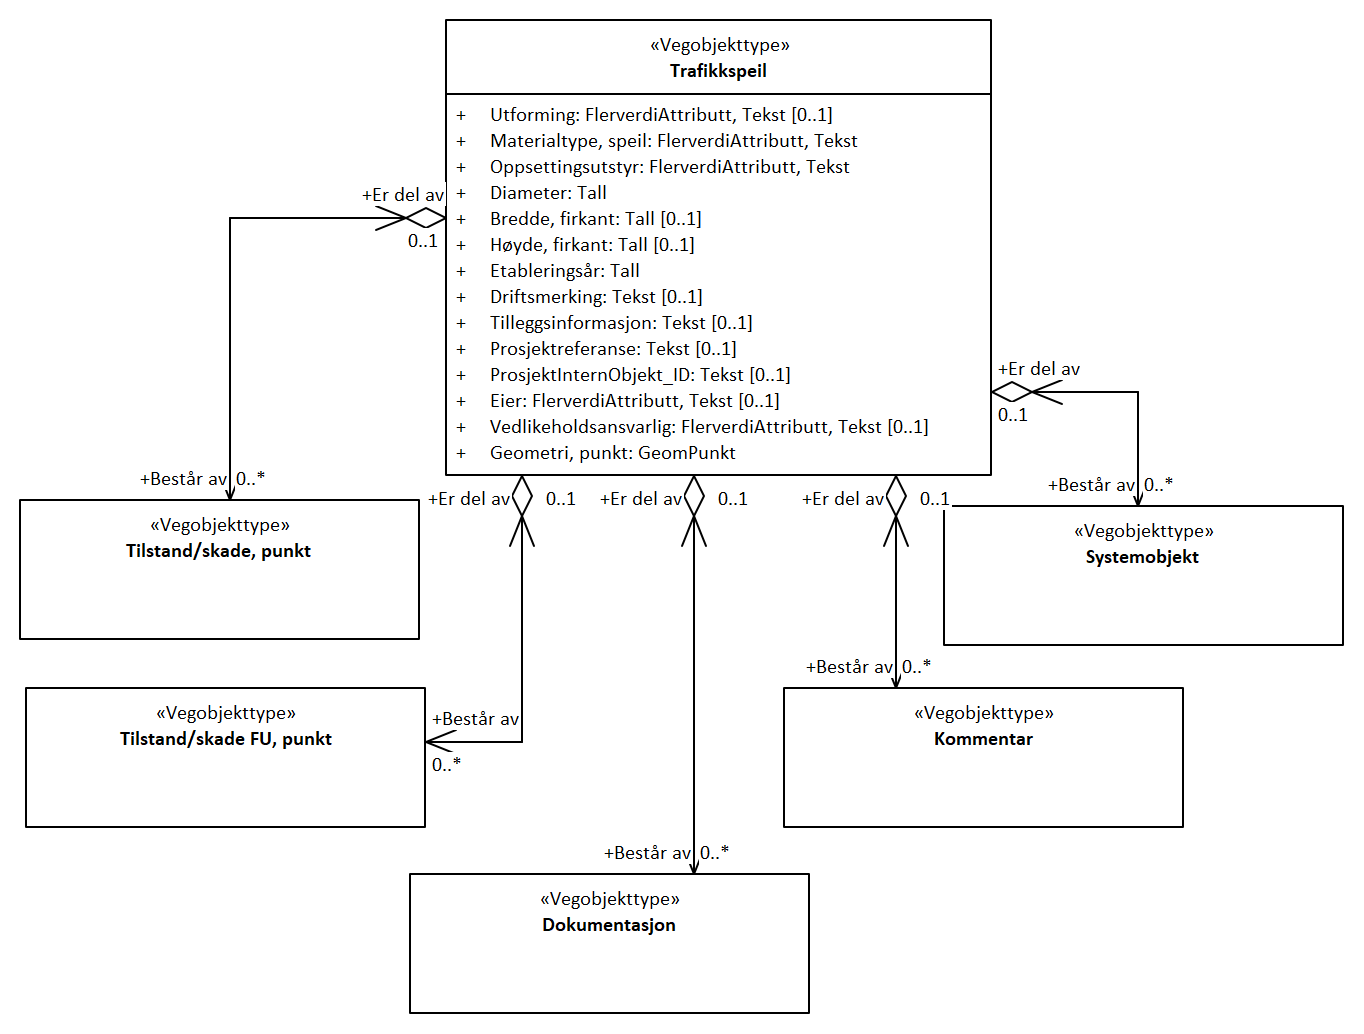 «Vegobjekttype»
Trafikkspeil
+ Utforming: FlerverdiAttributt, Tekst [0..1]
+ Materialtype, speil: FlerverdiAttributt, Tekst
+ Oppsettingsutstyr: FlerverdiAttributt, Tekst
+ Diameter: Tall
+ Bredde, firkant: Tall [0..1]
+ Høyde, firkant: Tall [0..1]
+ Etableringsår: Tall
+ Driftsmerking: Tekst [0..1]
+ Tilleggsinformasjon: Tekst [0..1]
+ Prosjektreferanse: Tekst [0..1]
+ ProsjektInternObjekt_ID: Tekst [0..1]
+ Eier: FlerverdiAttributt, Tekst [0..1]
+ Vedlikeholdsansvarlig: FlerverdiAttributt, Tekst [0..1]
+ Geometri, punkt: GeomPunkt
+Er del av
0..1
+Består av 0..*
«Vegobjekttype»
Tilstand/skade, punkt
+Er del av
0..1
+Består av 0..*
«Vegobjekttype»
Systemobjekt
+Er del av 0..1
+Består av
0..*
«Vegobjekttype»
Tilstand/skade FU, punkt
+Er del av 0..1
+Består av 0..*
«Vegobjekttype»
Dokumentasjon
+Er del av 0..1
+Består av 0..*
«Vegobjekttype»
Kommentar